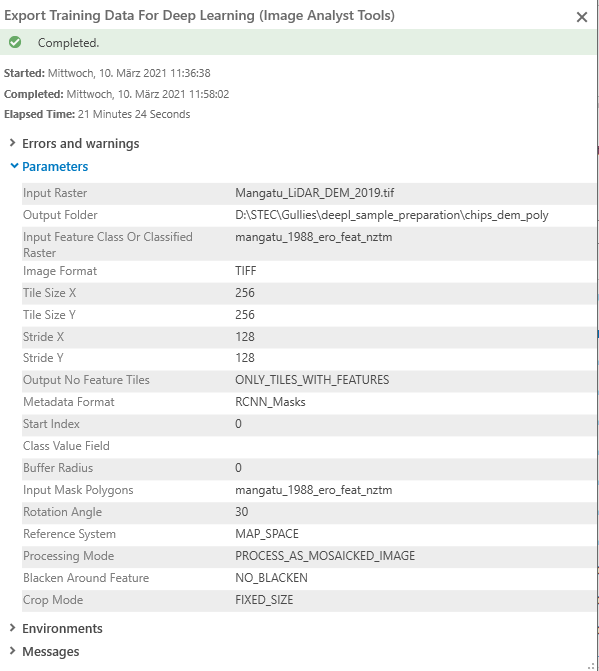 Export Training Data For Deep Learning (Image Analyst Tools)
Completed.
Started: Mittwoch, 10. März 2021 11:36:38
Completed: Mittwoch, 10. März 2021 11:58:02
Elapsed Time: 21 Minutes 24 Seconds
Errors and warnings
Parameters
Input Raster Mangatu_LiDAR_DEM_2019.tif
Output Folder D:\STEC\Gullies\deepl_sample_preparation\chips_dem_poly
Input Feature Class Or Classified mangatu_1988_ero_feat_nztm
Raster
Image Format TIFF
Tile Size X 256
Tile Size Y 256
Stride X 128
Stride Y 128
Output No Feature Tiles ONLY_TILES_WITH_FEATURES
Metadata Format RCNN_Masks
Start Index 0
Class Value Field
Buffer Radius 0
Input Mask Polygons mangatu_1988_ero_feat_nztm
Rotation Angle 30
Reference System MAP_SPACE
Processing Mode PROCESS_AS_MOSAICKED_IMAGE
Blacken Around Feature NO_BLACKEN
Crop Mode FIXED_SIZE
Environments
Messages